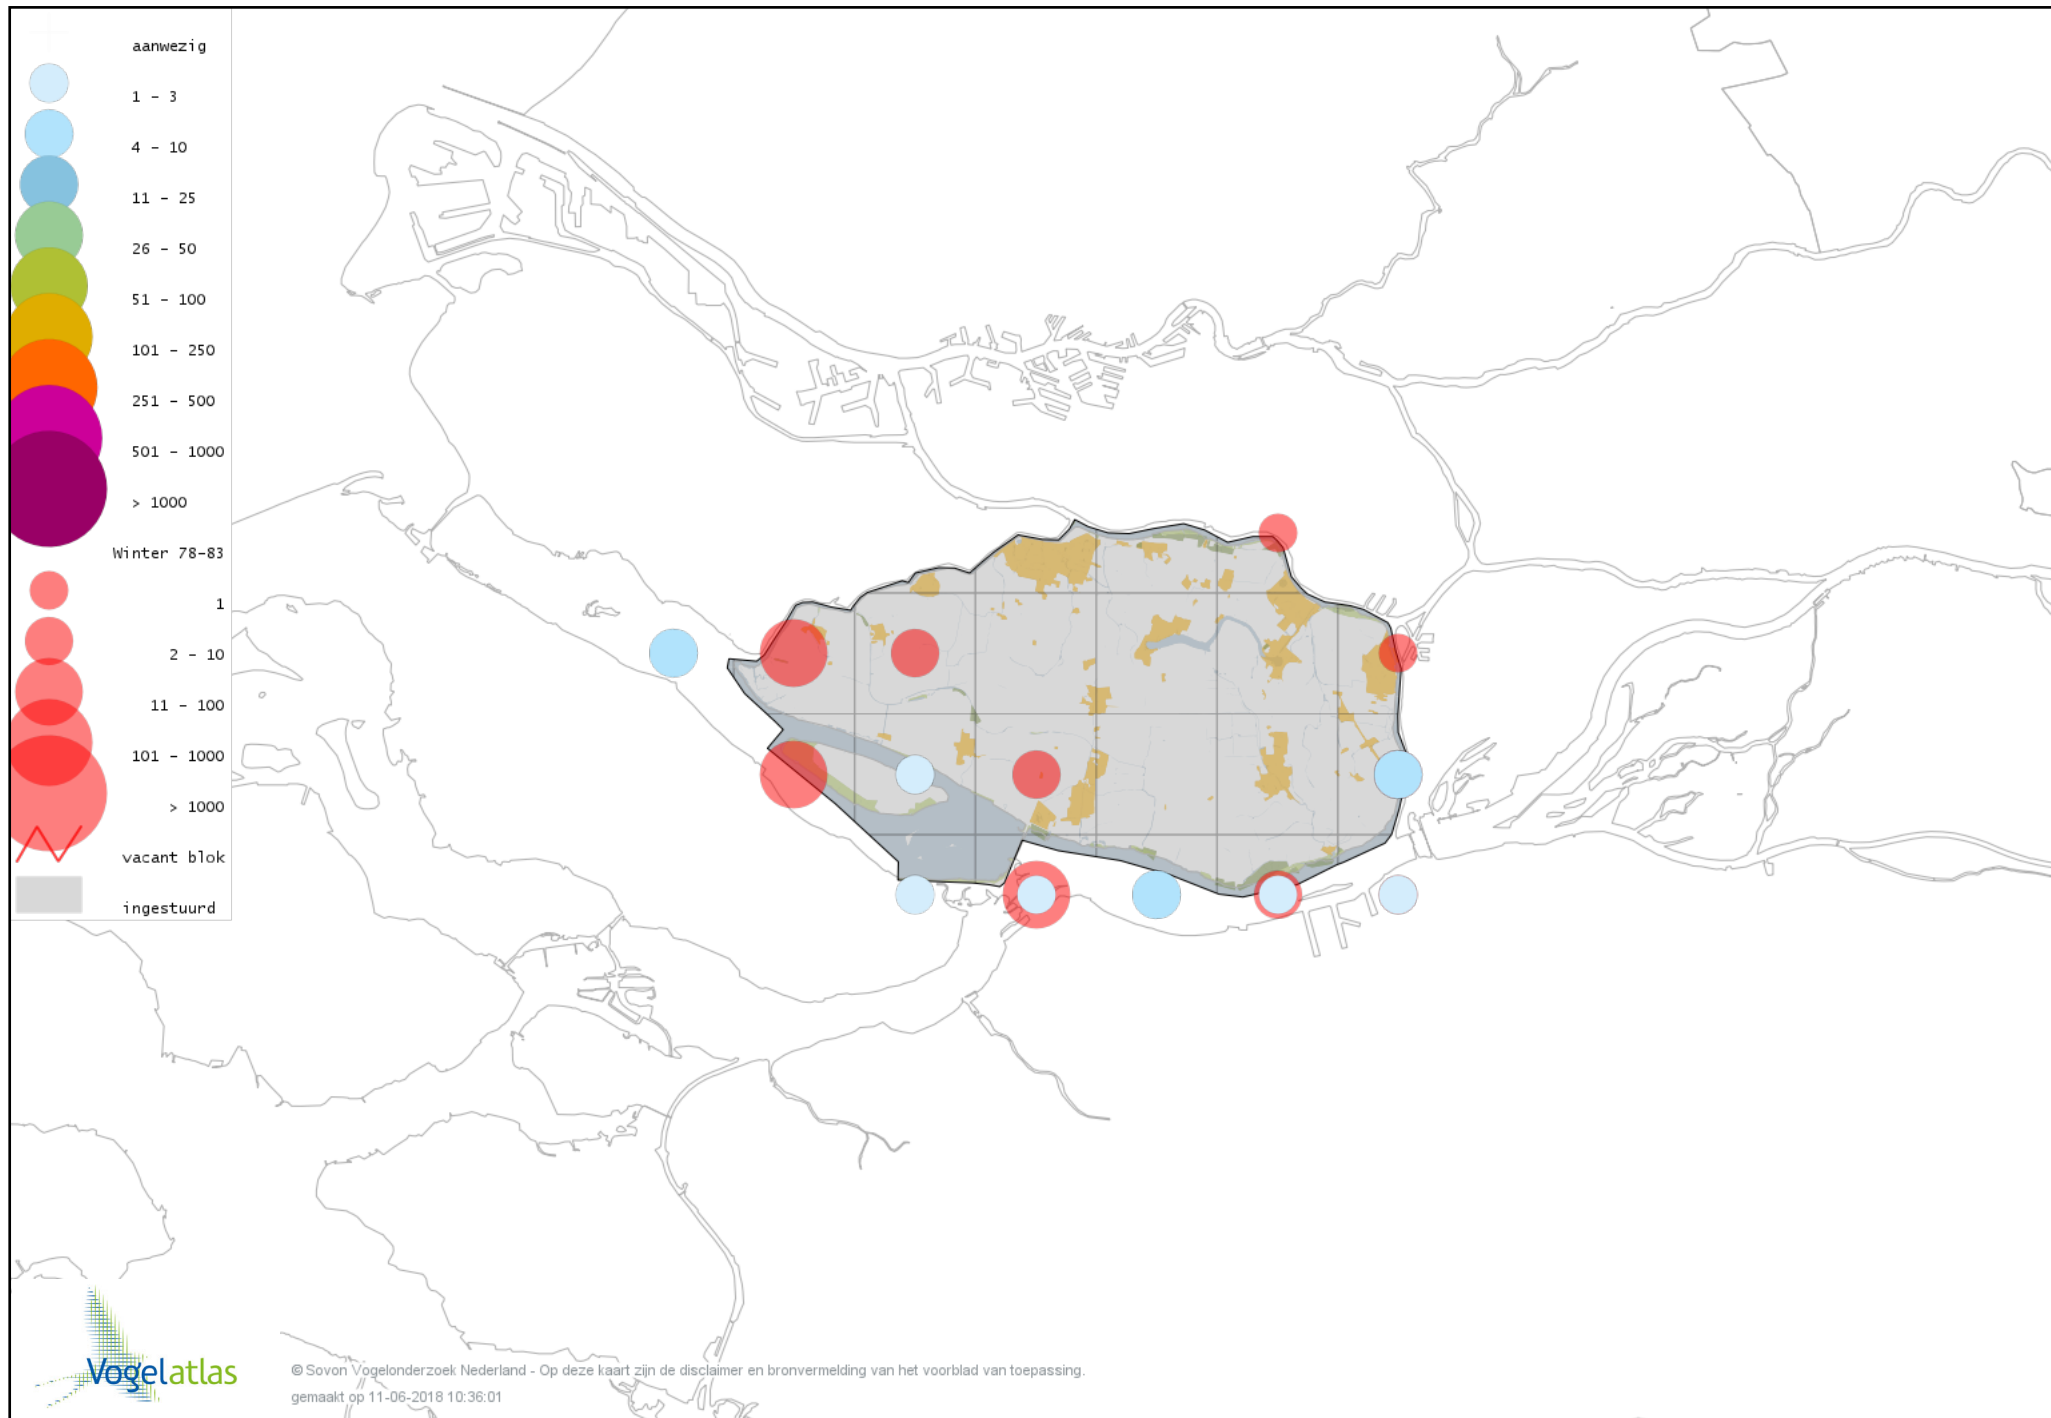 aanwezig
1 - 3
4 - 10
11 - 25
26 - 50
51 - 100
101 - 250
251 - 500
501 - 1000
> 1000
Winter 78-83
1
2 - 10
11 - 100
101 - 1000
> 1000
vacant blok
ingestuurd
Vogelatlas
© Sovon Vogelonderzoek Nederland - Op deze kaart zijn de disclaimer en bronvermelding van het voorblad van toepassing.
gemaakt op 11-06-2018 10:36:01